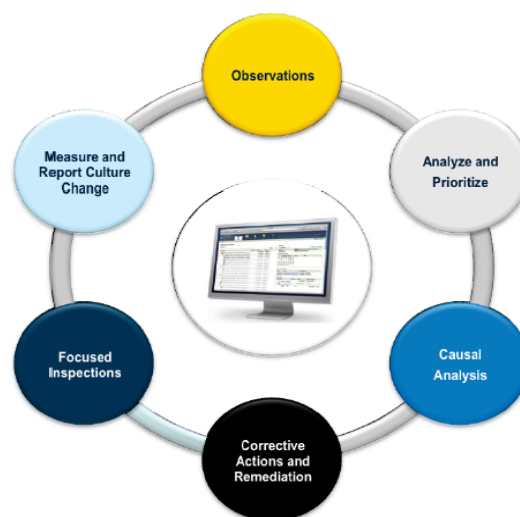 Observations
Analyze and
Prioritize
Causal
Analysis
Corrective
Actions and
Remediation
Focused
Inspections
Measure and
Report Culture
Change